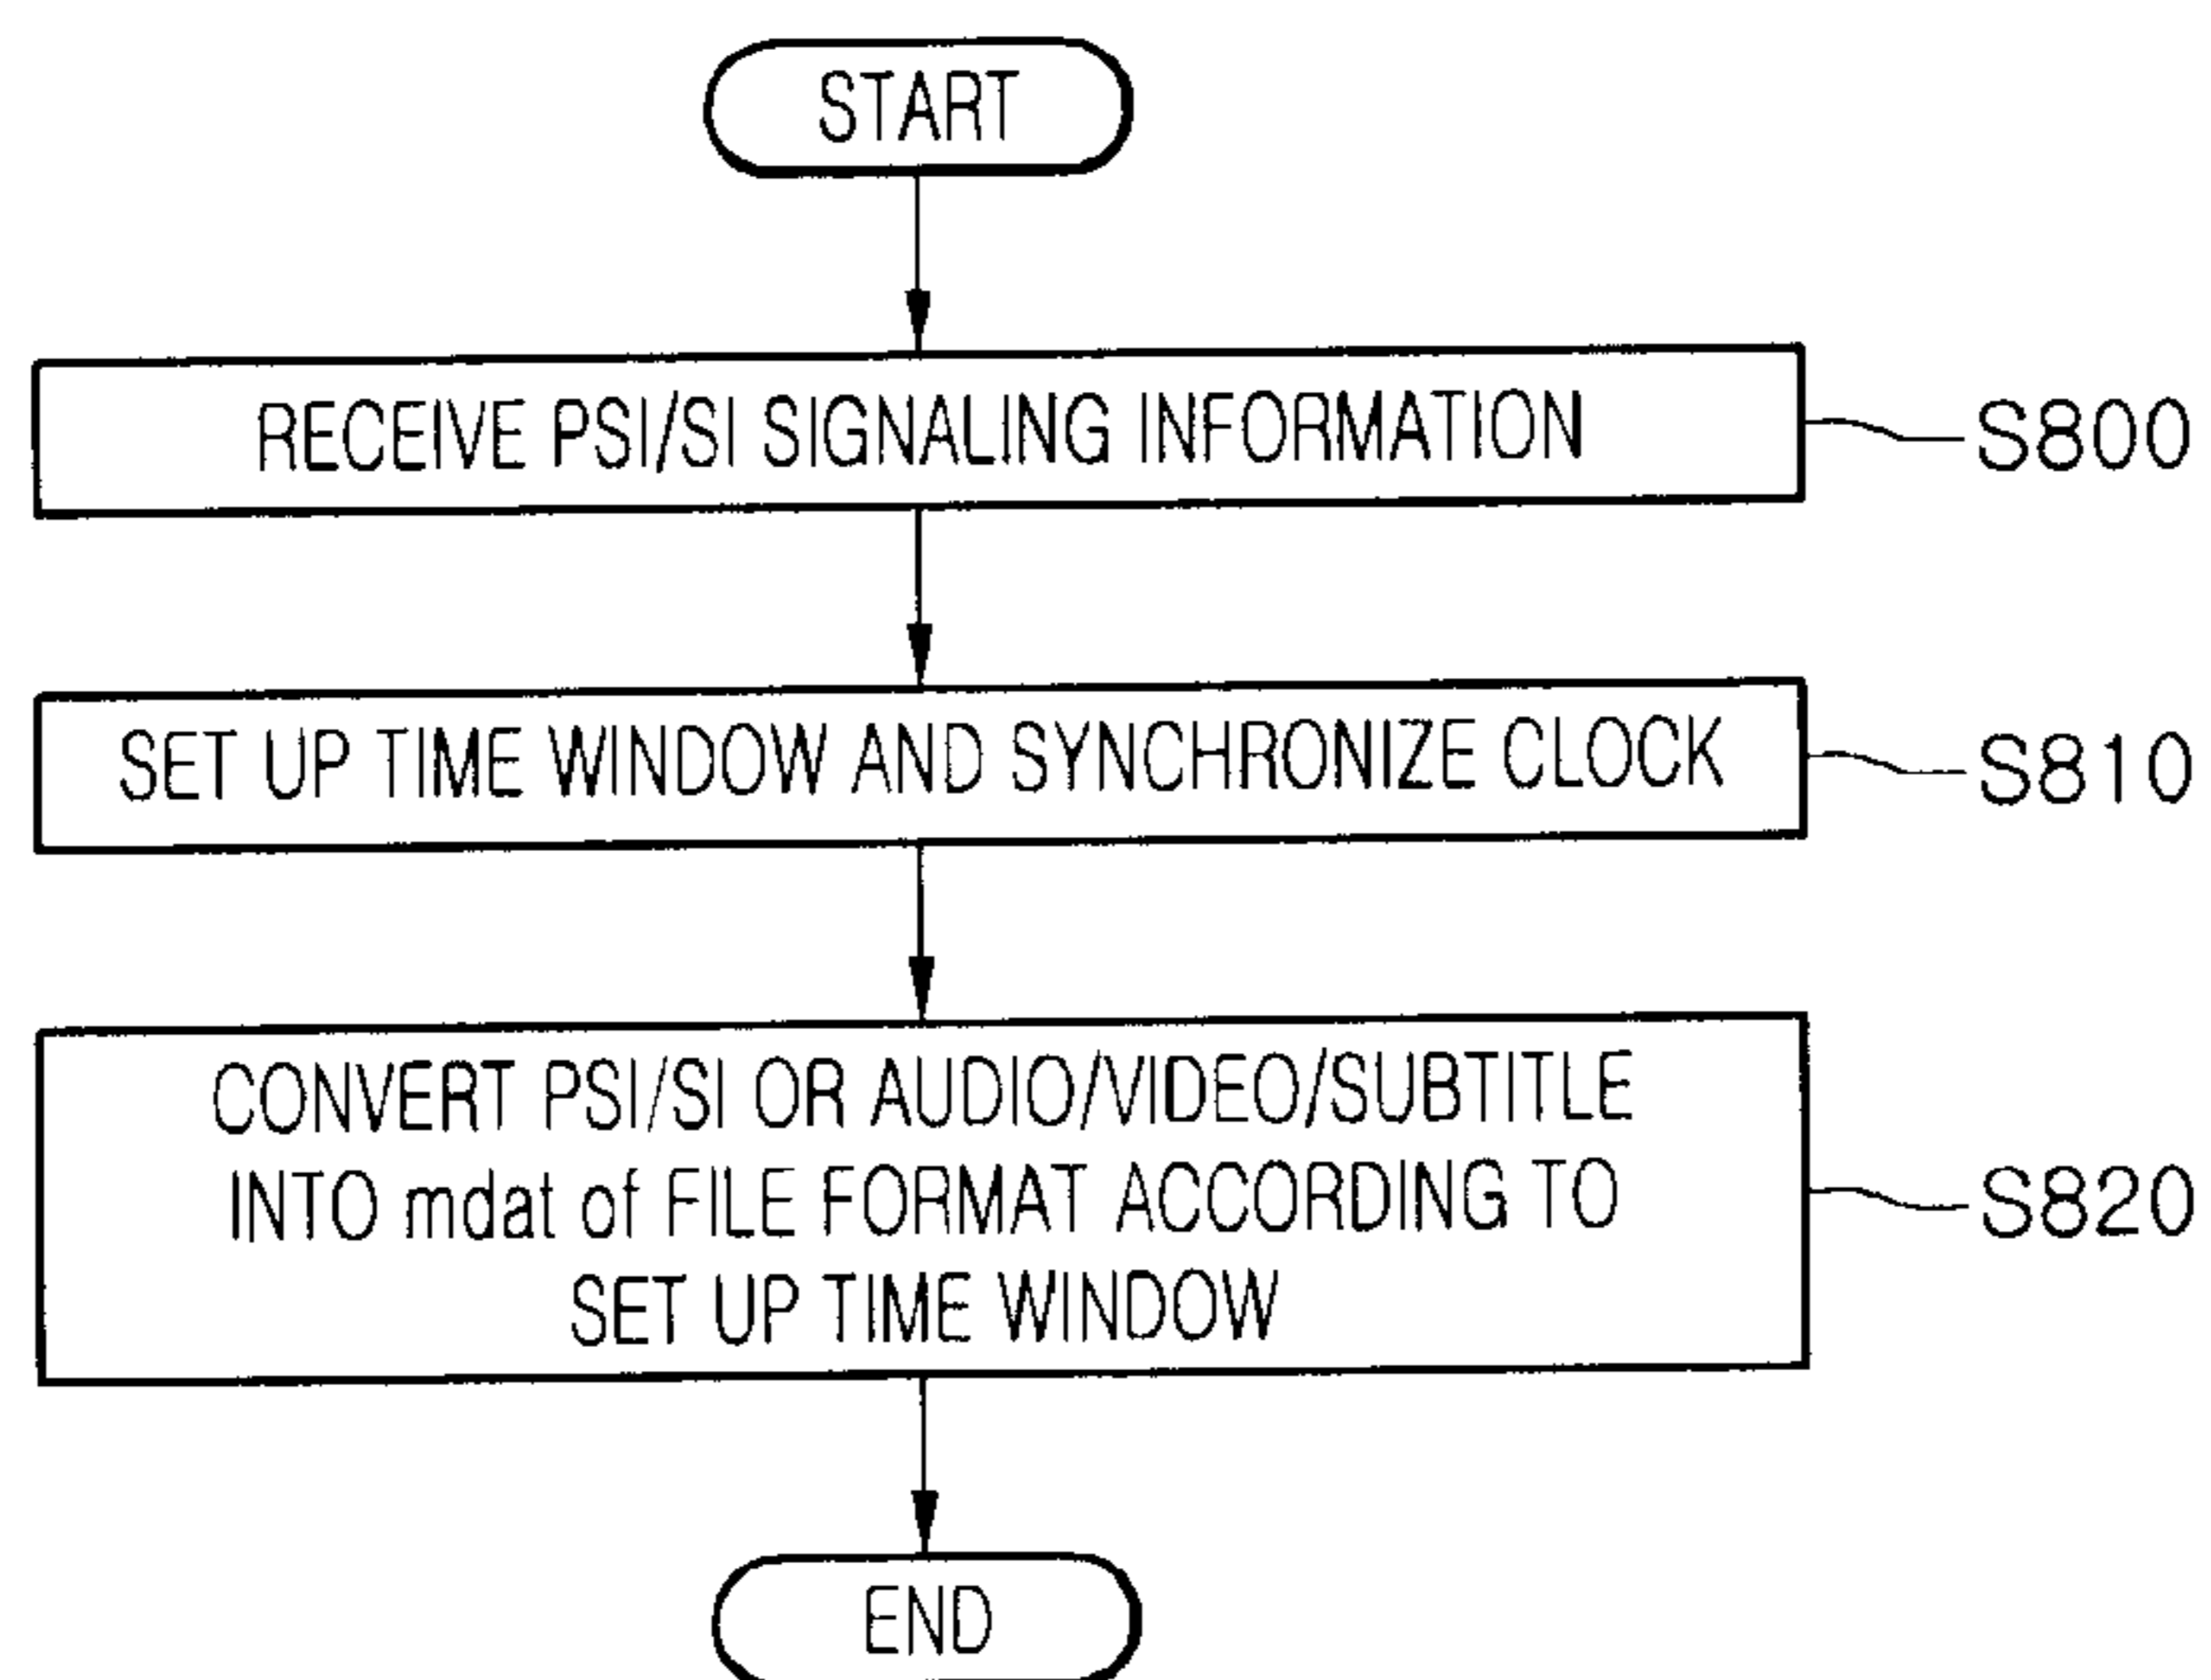 START
RECEIVE PSI/SI SIGNALING INFORMATION
S800
SET UP TIME WINDOW AND SYNCHRONIZE CLOCK
S810
CONVERT PSI/SI OR AUDIO/VIDEO/SUBTITLE
INTO mdat of FILE FORMAT ACCORDING TO
SET UP TIME WINDOW
S820
END